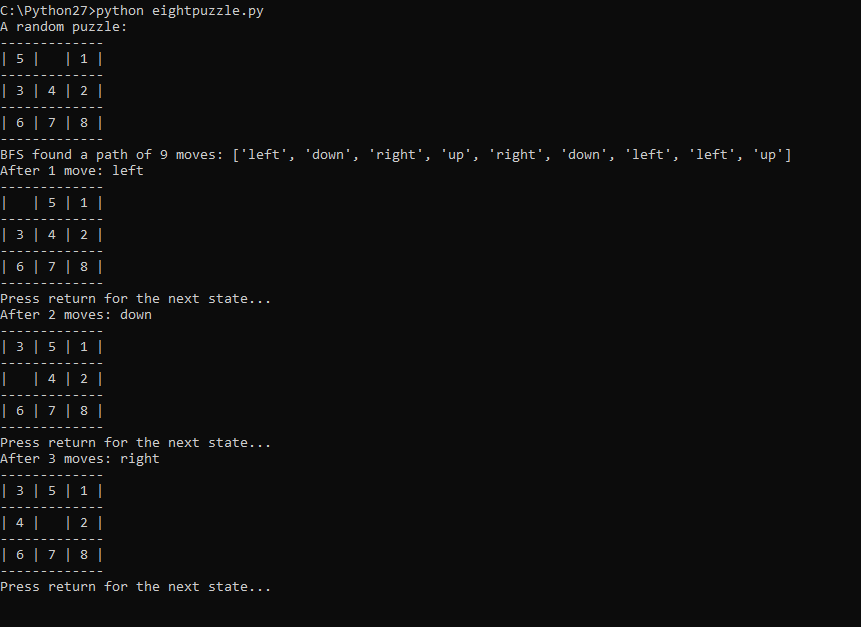 C:\Python27>python eightpuzzle.py
A random puzzle:
-------------
| 5 |   | 1 |
-------------
| 3 | 4 | 2 |
-------------
| 6 | 7 | 8 |
-------------
BFS found a path of 9 moves: ['left', 'down', 'right', 'up', 'right', 'down', 'left', 'left', 'up']
After 1 move: left
-------------
|   | 5 | 1 |
-------------
| 3 | 4 | 2 |
-------------
| 6 | 7 | 8 |
-------------
Press return for the next state...
After 2 moves: down
-------------
| 3 | 5 | 1 |
-------------
|   | 4 | 2 |
-------------
| 6 | 7 | 8 |
-------------
Press return for the next state...
After 3 moves: right
-------------
| 3 | 5 | 1 |
-------------
| 4 |   | 2 |
-------------
| 6 | 7 | 8 |
-------------
Press return for the next state...